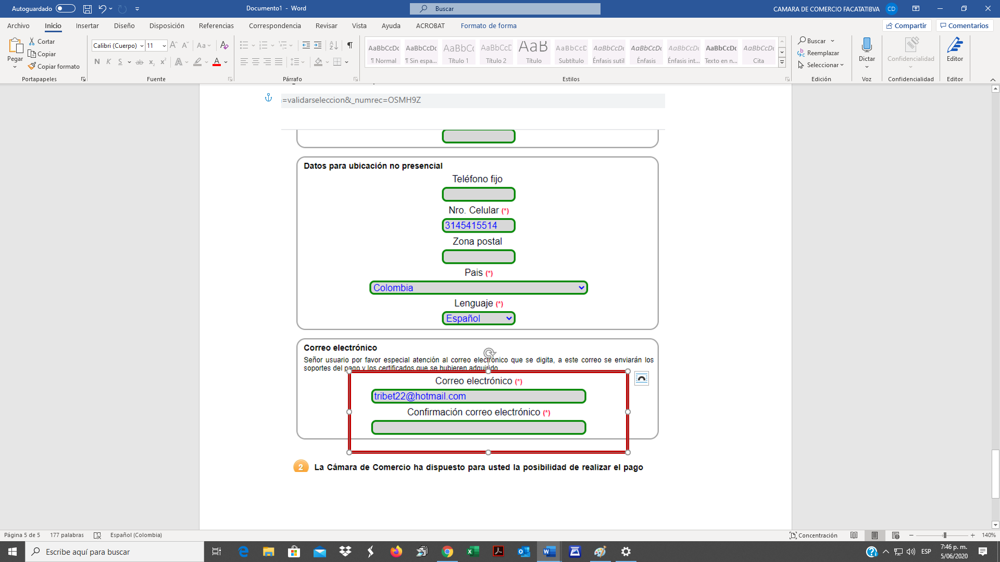 Autoguardado
Documento1 - Word
Buscar
CAMARA DE COMERCIO FACATATIBVA
CD
Archivo Inicio Insertar Diseño Disposición Referencias Correspondencia Revisar Vista Ayuda ACROBAT Formato de forma
Compartir
Comentarios
Pegar
Cortar
Copiar
Copiar formato
Portapapeles
Calibri (Cuerpo) 11
Fuente
Párrafo
AaBbCcDc AaBbCcDc AaBbCc AaBbCcD AaB AaBbCcD AaBbCcDc AaBbCcDc AaBbCcDc AaBbCcDc AaBbCcDc
¶ Normal ¶ Sin espa... Título 1 Título 2 Título Subtítulo Énfasis sutil Énfasis Énfasis int... Texto en n... Cita
Estilos
Buscar
Reemplazar
Seleccionar
Edición
Dictar
Voz
Confidencialidad
Confidencialidad
Editor
Editor
=validarseleccion&_numrec=OSMH9Z
Datos para ubicación no presencial
Teléfono fijo
Nro. Celular (*)
3145415514
Zona postal
Pais (*)
Colombia
Lenguaje (*)
Español
Correo electrónico
Señor usuario por favor especial atención al correo electrónico que se digita, a este correo se enviarán los
soportes del pago y los certificados que se hubieren adquirido.
Correo electrónico (*)
tribet22@hotmail.com
Confirmación correo electrónico (*)
2 La Cámara de Comercio ha dispuesto para usted la posibilidad de realizar el pago
Página 5 de 5 177 palabras Español (Colombia)
Concentración
140%
Escribe aquí para buscar
ESP
7:46 p. m.
5/06/2020